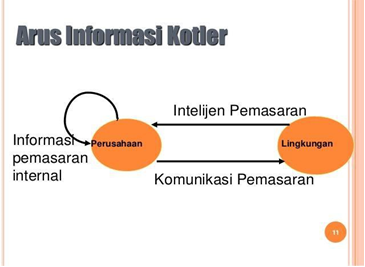 Arus Informasi Kotler
Intelijen Pemasaran
Informasi
pemasaran
internal
Perusahaan
Lingkungan
Komunikasi Pemasaran
11